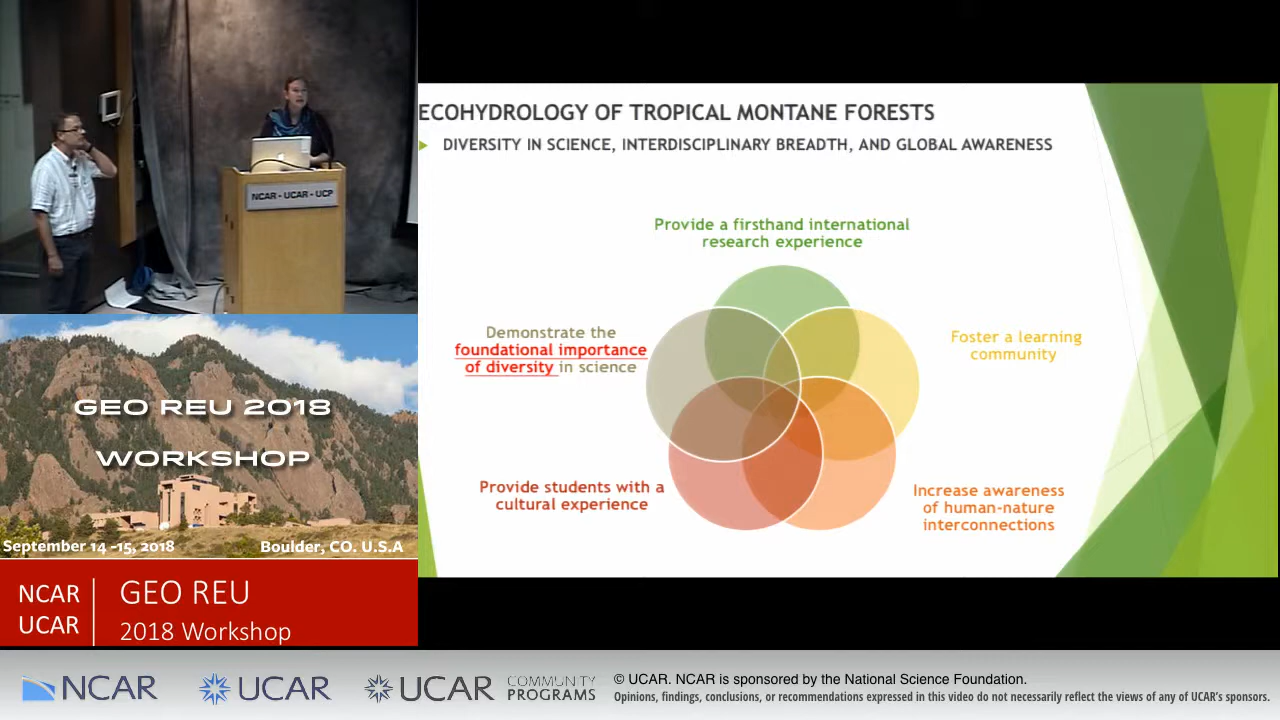 NCAR - UCAR - UCP
GEO REU 2018
WORKSHOP
September 14 -15, 2018
Boulder, CO. U.S.A
NCAR
UCAR
GEO REU
2018 Workshop
ECOHYDROLOGY OF TROPICAL MONTANE FORESTS
DIVERSITY IN SCIENCE, INTERDISCIPLINARY BREADTH, AND GLOBAL AWARENESS
Provide a firsthand international
research experience
Demonstrate the
foundational importance
of diversity in science
Foster a learning
community
Provide students with a
cultural experience
Increase awareness
of human-nature
interconnections
NCAR
UCAR
UCAR
COMMUNITY
PROGRAMS
© UCAR. NCAR is sponsored by the National Science Foundation.
Opinions, findings, conclusions, or recommendations expressed in this video do not necessarily reflect the views of any of UCAR's sponsors.